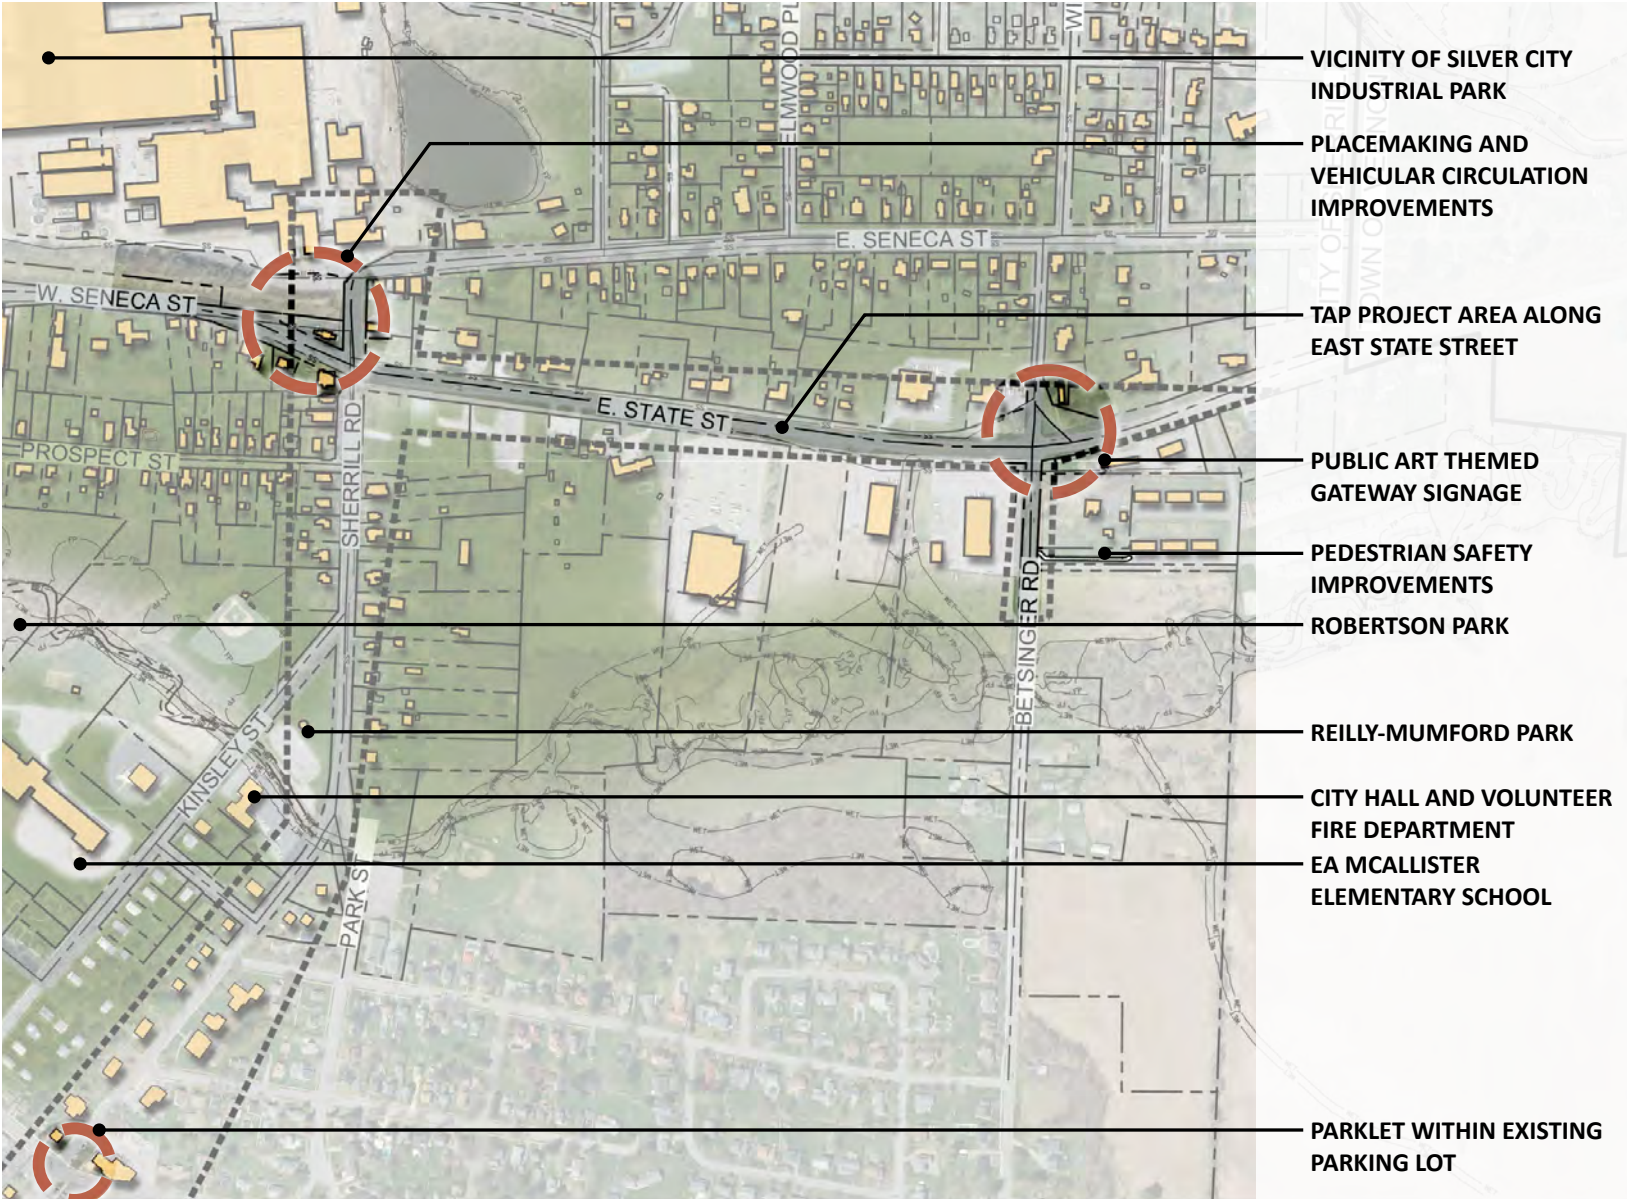 ELMWOOD PL
WI
VICINITY OF SILVER CITY
INDUSTRIAL PARK
PLACEMAKING AND
VEHICULAR CIRCULATION
IMPROVEMENTS
E. SENECA ST
W. SENECA ST
TAP PROJECT AREA ALONG
EAST STATE STREET
E. STATE ST
PROSPECT ST
SHERRILL RD
PUBLIC ART THEMED
GATEWAY SIGNAGE
PEDESTRIAN SAFETY
IMPROVEMENTS
BETSINGER RD
ROBERTSON PARK
REILLY-MUMFORD PARK
KINSLEY ST
CITY HALL AND VOLUNTEER
FIRE DEPARTMENT
EA MCALLISTER
ELEMENTARY SCHOOL
PARK ST
PARKLET WITHIN EXISTING
PARKING LOT